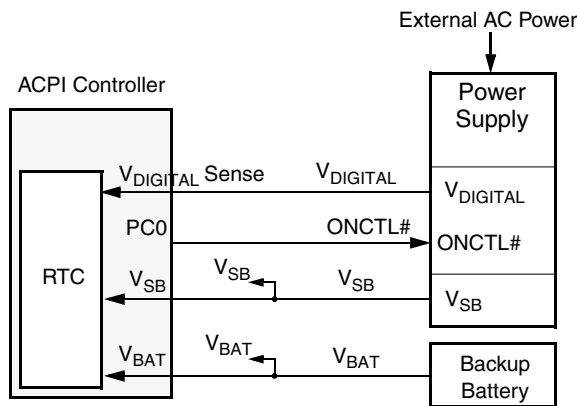 External AC Power
ACPI Controller
Power
Supply
VDIGITAL Sense
VDIGITAL
VDIGITAL
PC0
ONCTL#
ONCTL#
RTC
VSB
VSB
VSB
VSB
VBAT
VBAT
VBAT
Backup
Battery